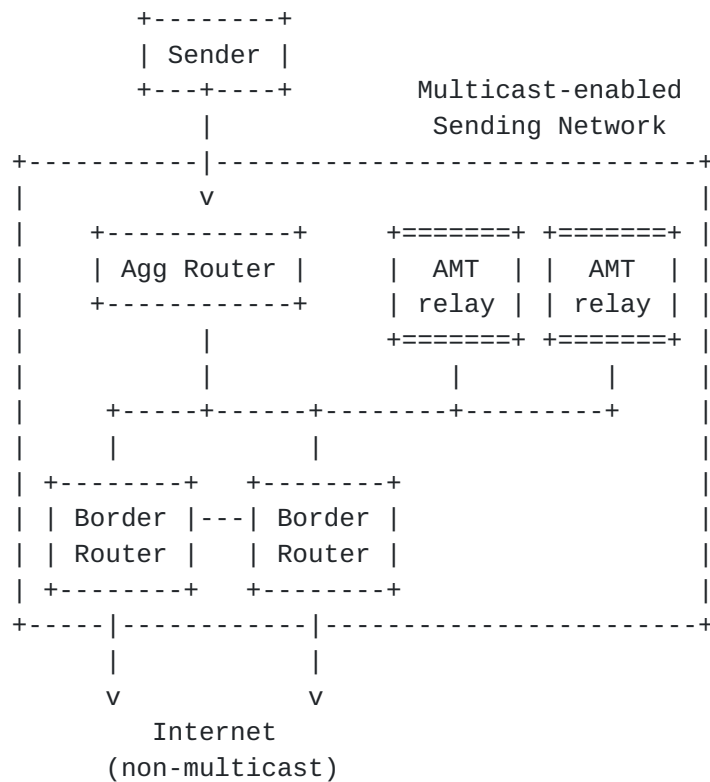 +--------+
| Sender |
+---+----+ Multicast-enabled
| Sending Network
+-----------|-------------------------------+
| v |
| +------------+ +=======+ +=======+ |
| | Agg Router | | AMT | | AMT | |
| +------------+ | relay | | relay | |
| | +=======+ +=======+ |
| | | | |
| +-----+------+--------+---------+ |
| | | |
| +--------+ +--------+ |
| | Border |---| Border | |
| | Router | | Router | |
| +--------+ +--------+ |
+-----|------------|------------------------+
| |
v v
Internet
(non-multicast)